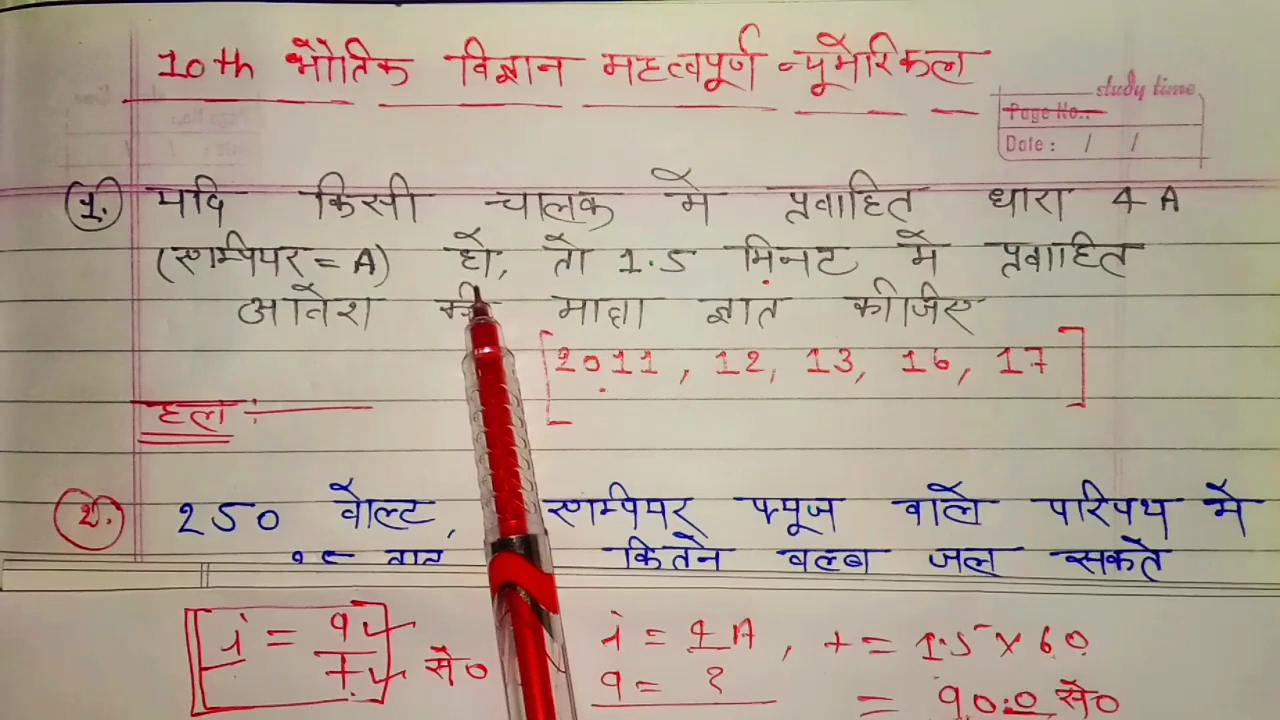 10th भौतिक विज्ञान महत्वपूर्ण न्यूमेरिकल
study time
Page No.:
Date : / /
1. यदि किसी चालक मे प्रवाहित धारा 4 A
(एम्पियर = A) हो, तो 1.5 मिनट मे प्रवाहित
आवेश की मात्रा ज्ञात कीजिए
[2011, 12, 13, 16, 17]
हल :-
2. 250 वोल्ट, एम्पियर फ्यूज वाले परिपथ मे
कितने बल्ब जल सकते
i = q/t से०
i = 4 A, t = 1.5 × 60
q = ?
= 90.0 से०